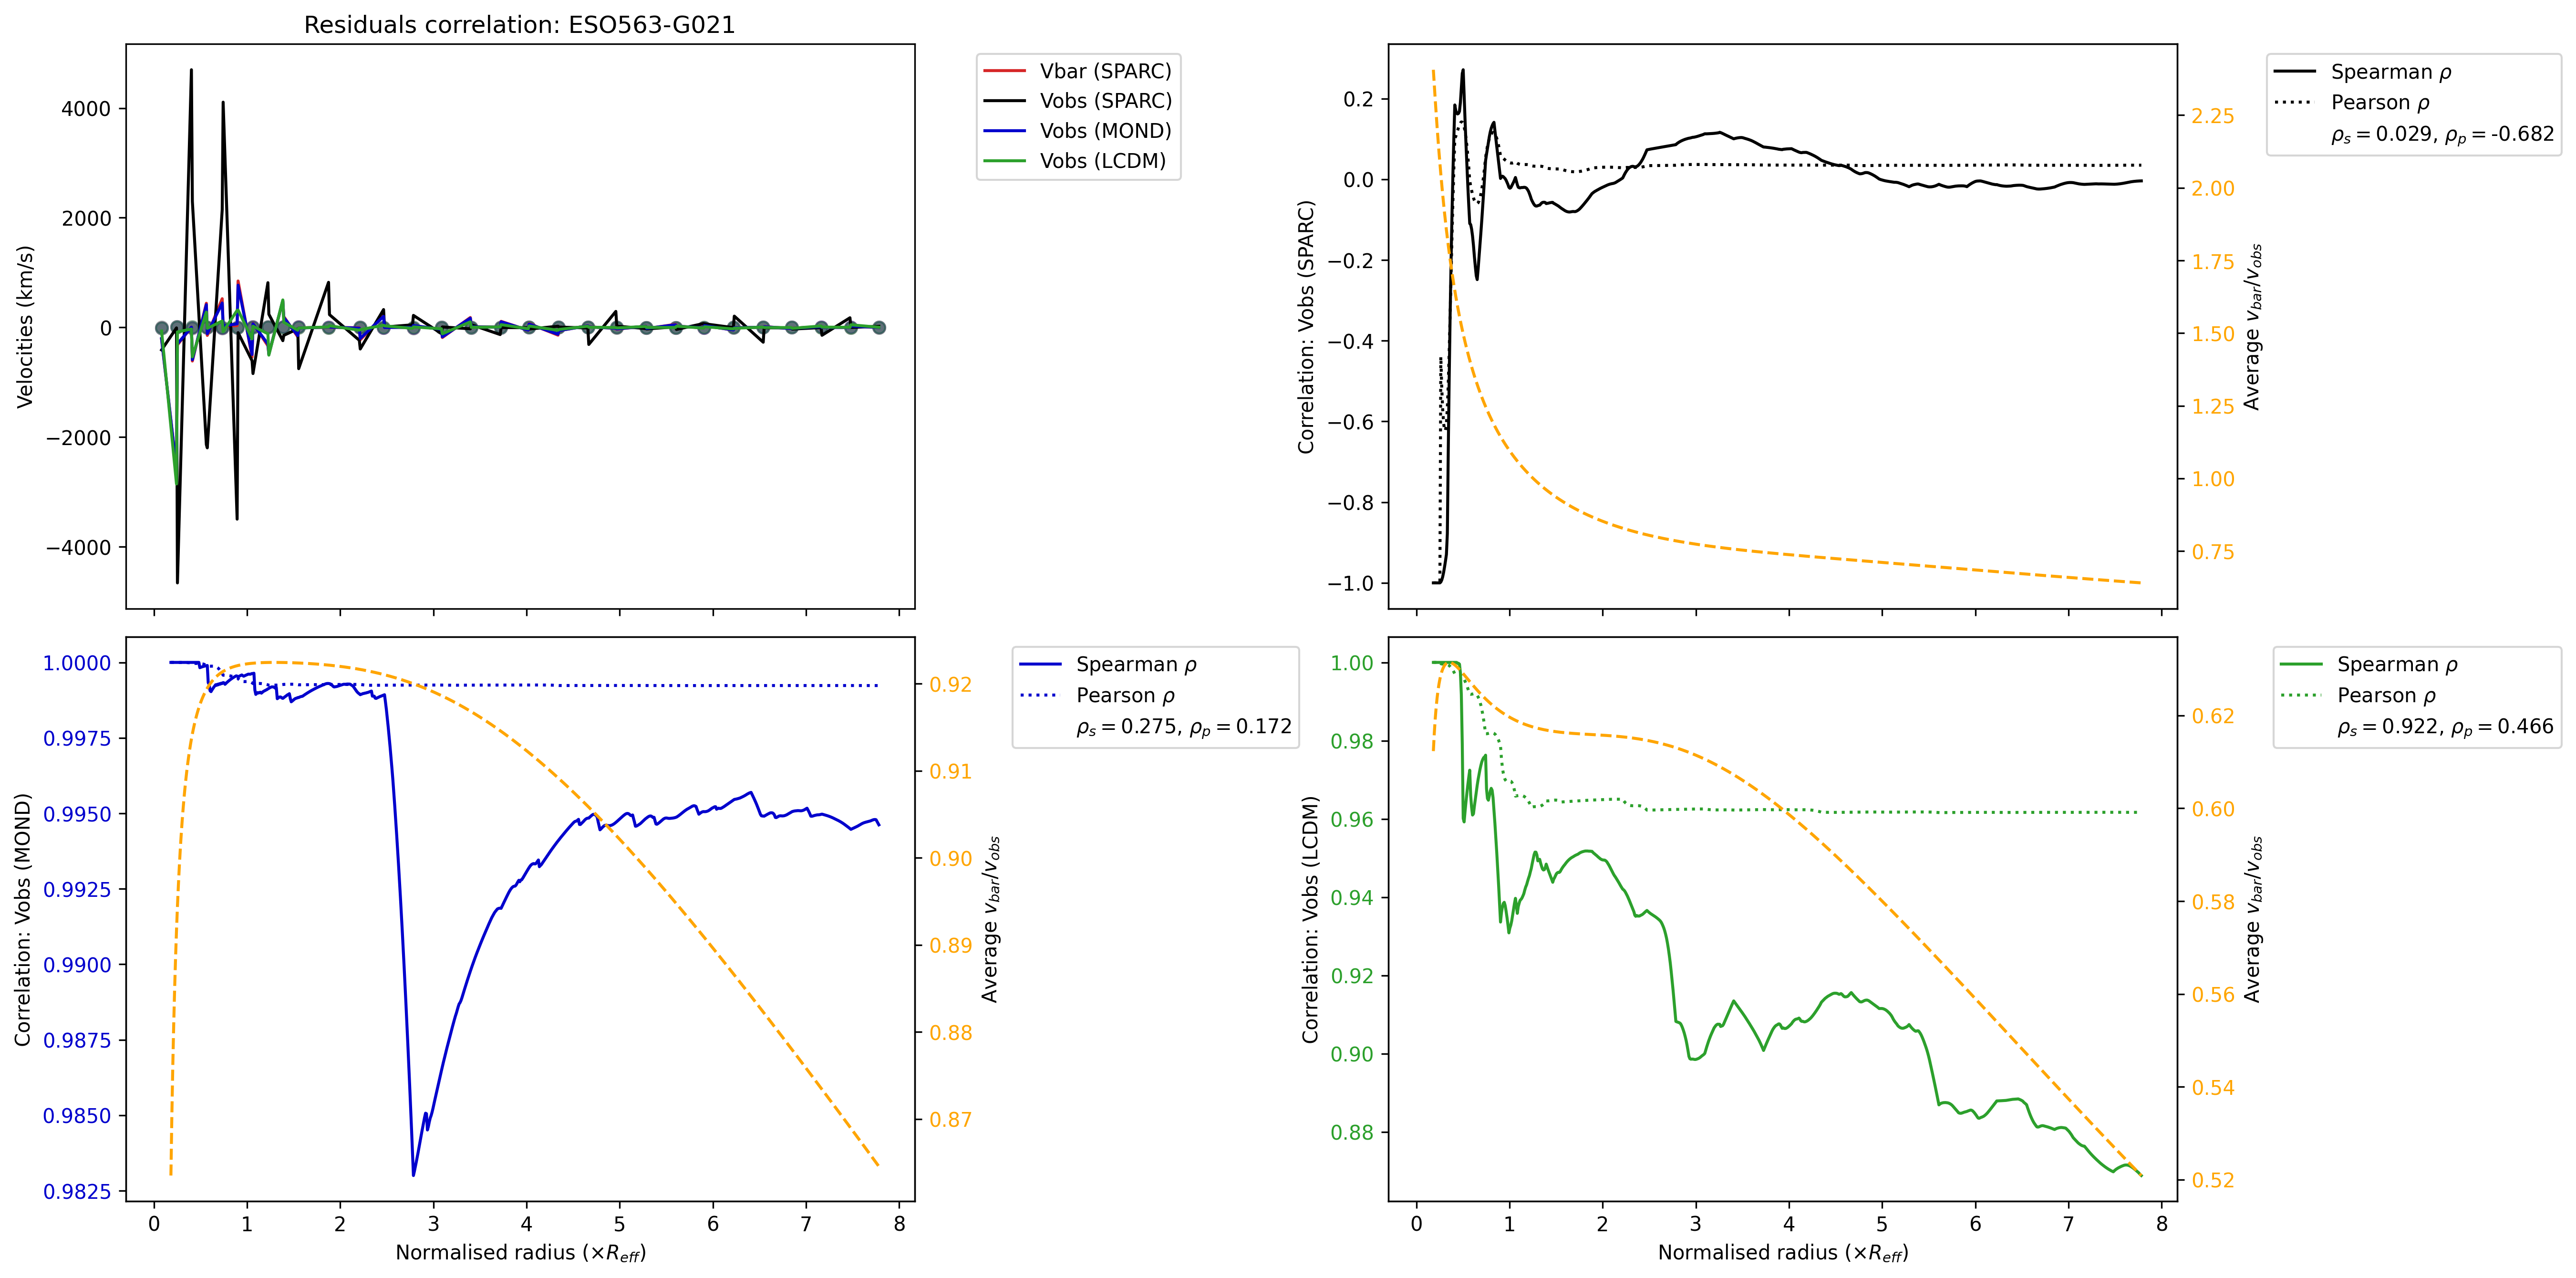 Residuals correlation: ESO563-G021
Velocities (km/s)
4000
2000
0
−2000
−4000
Vbar (SPARC)
Vobs (SPARC)
Vobs (MOND)
Vobs (LCDM)
Correlation: Vobs (SPARC)
0.2
0.0
−0.2
−0.4
−0.6
−0.8
−1.0
2.25
2.00
1.75
1.50
1.25
1.00
0.75
Average v_bar/v_obs
Spearman ρ
Pearson ρ
ρ_s = 0.029, ρ_p = -0.682
Correlation: Vobs (MOND)
1.0000
0.9975
0.9950
0.9925
0.9900
0.9875
0.9850
0.9825
0 1 2 3 4 5 6 7 8
Normalised radius (×R_eff)
0.92
0.91
0.90
0.89
0.88
0.87
Average v_bar/v_obs
Spearman ρ
Pearson ρ
ρ_s = 0.275, ρ_p = 0.172
Correlation: Vobs (LCDM)
1.00
0.98
0.96
0.94
0.92
0.90
0.88
0 1 2 3 4 5 6 7 8
Normalised radius (×R_eff)
0.62
0.60
0.58
0.56
0.54
0.52
Average v_bar/v_obs
Spearman ρ
Pearson ρ
ρ_s = 0.922, ρ_p = 0.466